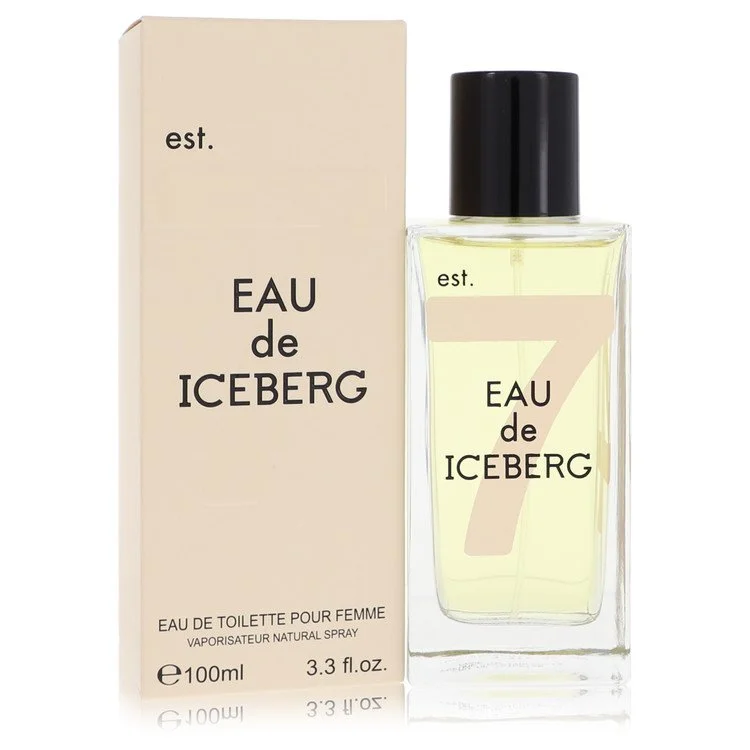 est.
EAU
de
ICEBERG
EAU DE TOILETTE POUR FEMME
VAPORISATEUR NATURAL SPRAY
℮100ml 3.3 fl.oz.
est.
7
EAU
de
ICEBERG